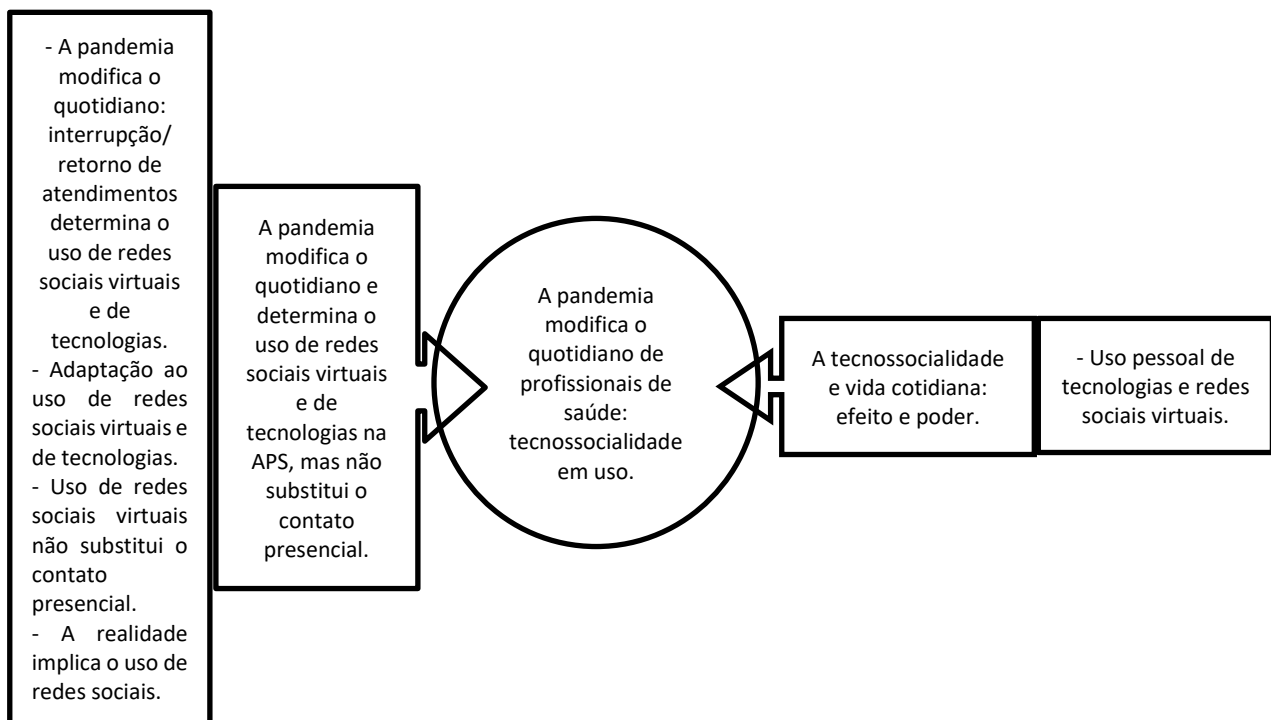 - A pandemia
modifica o
quotidiano:
interrupção/
retorno de
atendimentos
determina o
uso de redes
sociais virtuais
e de
tecnologias.
- Adaptação ao
uso de redes
sociais virtuais e
de tecnologias.
- Uso de redes
sociais virtuais
não substitui o
contato
presencial.
- A realidade
implica o uso de
redes sociais.
A pandemia
modifica o
quotidiano e
determina o
uso de redes
sociais virtuais
e de
tecnologias na
APS, mas não
substitui o
contato
presencial.
A pandemia
modifica o
quotidiano de
profissionais de
saúde:
tecnossocialidade
em uso.
A tecnossocialidade
e vida cotidiana:
efeito e poder.
- Uso pessoal de
tecnologias e redes
sociais virtuais.